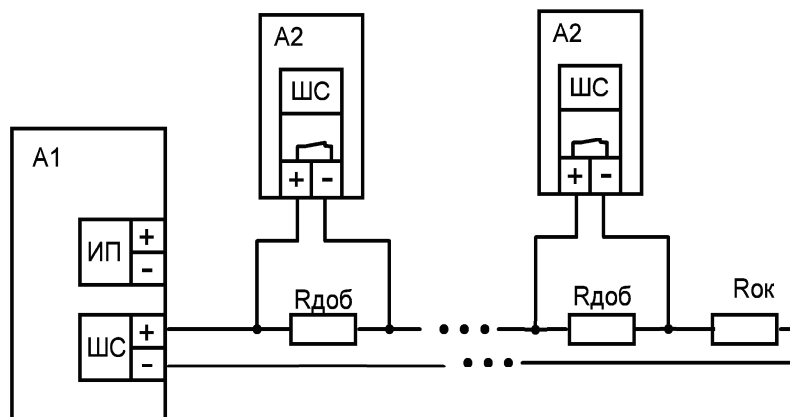 A2
ШС
+ -
A2
ШС
+ -
A1
ИП
+
-
Rдоб
Rдоб
Rок
ШС
+
-